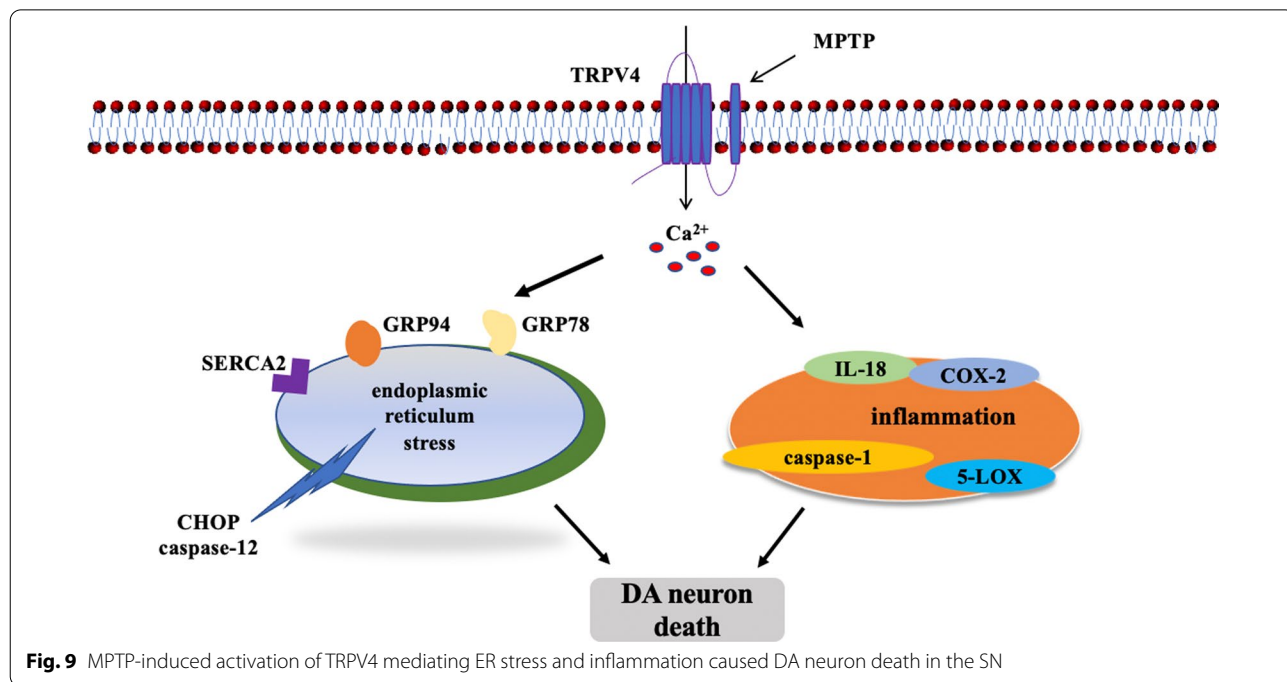 MPTP
TRPV4
Ca²⁺
GRP94
GRP78
SERCA2
endoplasmic
reticulum
stress
CHOP
caspase-12
IL-18
COX-2
inflammation
caspase-1
5-LOX
DA neuron
death
Fig. 9 MPTP-induced activation of TRPV4 mediating ER stress and inflammation caused DA neuron death in the SN